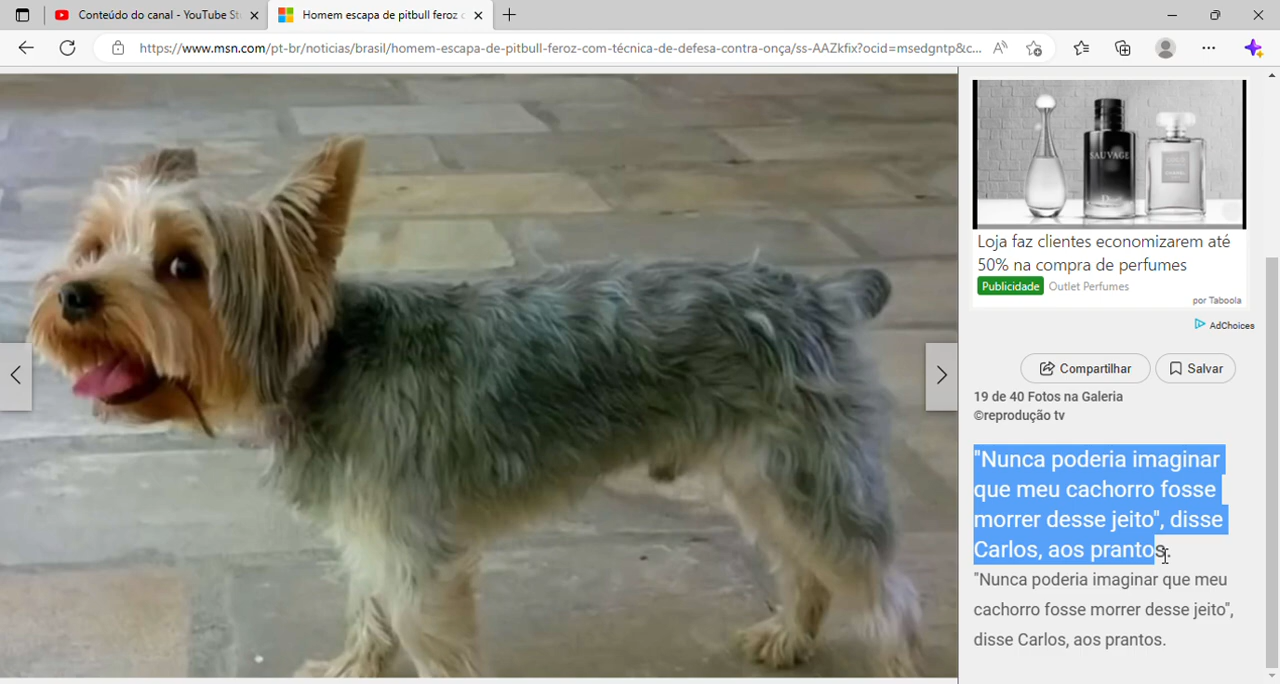 Conteúdo do canal - YouTube St
Homem escapa de pitbull feroz c
https://www.msn.com/pt-br/noticias/brasil/homem-escapa-de-pitbull-feroz-com-técnica-de-defesa-contra-onça/ss-AAZkfix?ocid=msedgntp&c...
SAUVAGE
Dior
CHANEL
Loja faz clientes economizarem até
50% na compra de perfumes
Publicidade Outlet Perfumes
por Taboola
AdChoices
Compartilhar Salvar
19 de 40 Fotos na Galeria
©reprodução tv
"Nunca poderia imaginar
que meu cachorro fosse
morrer desse jeito", disse
Carlos, aos prantos.
"Nunca poderia imaginar que meu
cachorro fosse morrer desse jeito",
disse Carlos, aos prantos.